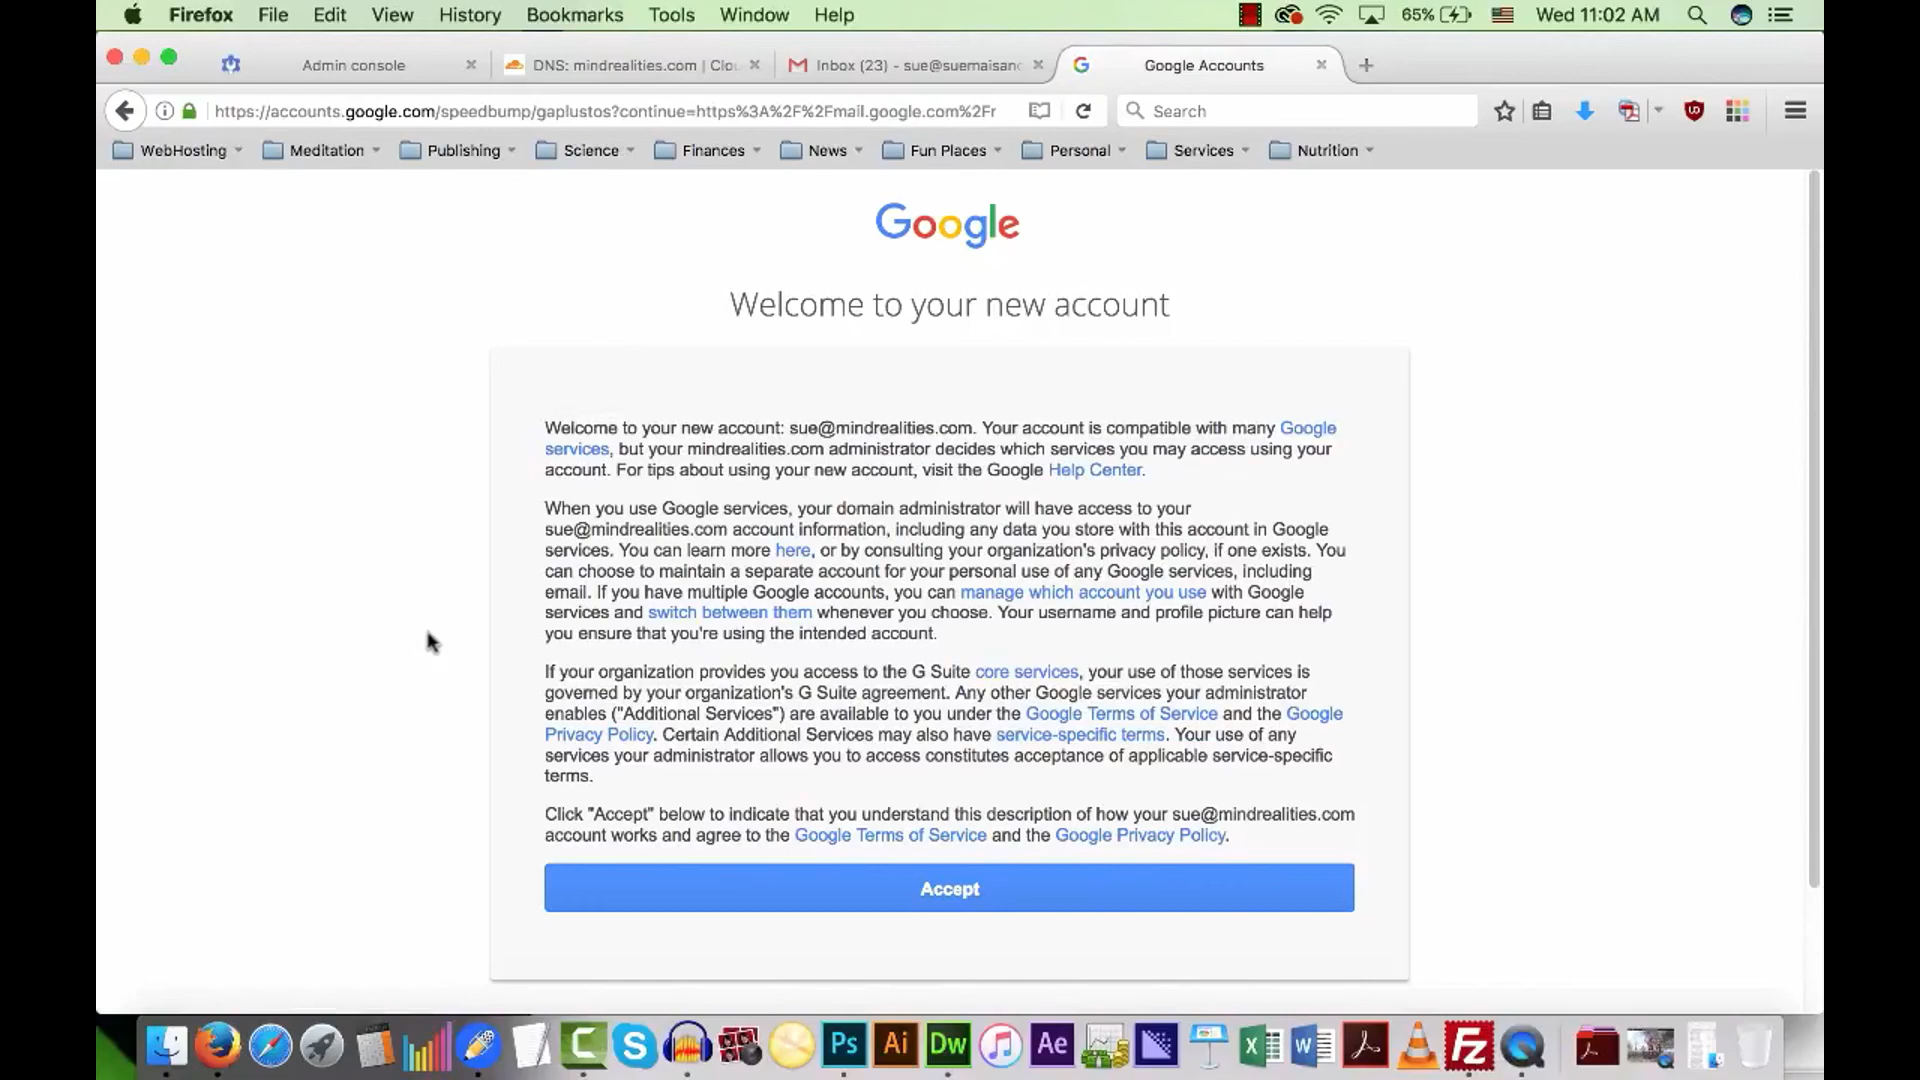 Firefox File Edit View History Bookmarks Tools Window Help 65% Wed 11:02 AM
Admin console DNS: mindrealities.com | Clou Inbox (23) - sue@suemaisano Google Accounts
https://accounts.google.com/speedbump/gaplustos?continue=https%3A%2F%2Fmail.google.com%2Fr Search
WebHosting Meditation Publishing Science Finances News Fun Places Personal Services Nutrition
Google
Welcome to your new account
Welcome to your new account: sue@mindrealities.com. Your account is compatible with many Google
services, but your mindrealities.com administrator decides which services you may access using your
account. For tips about using your new account, visit the Google Help Center.
When you use Google services, your domain administrator will have access to your
sue@mindrealities.com account information, including any data you store with this account in Google
services. You can learn more here, or by consulting your organization's privacy policy, if one exists. You
can choose to maintain a separate account for your personal use of any Google services, including
email. If you have multiple Google accounts, you can manage which account you use with Google
services and switch between them whenever you choose. Your username and profile picture can help
you ensure that you're using the intended account.
If your organization provides you access to the G Suite core services, your use of those services is
governed by your organization's G Suite agreement. Any other Google services your administrator
enables ("Additional Services") are available to you under the Google Terms of Service and the Google
Privacy Policy. Certain Additional Services may also have service-specific terms. Your use of any
services your administrator allows you to access constitutes acceptance of applicable service-specific
terms.
Click "Accept" below to indicate that you understand this description of how your sue@mindrealities.com
account works and agree to the Google Terms of Service and the Google Privacy Policy.
Accept
Ps Ai Dw Ae Fz